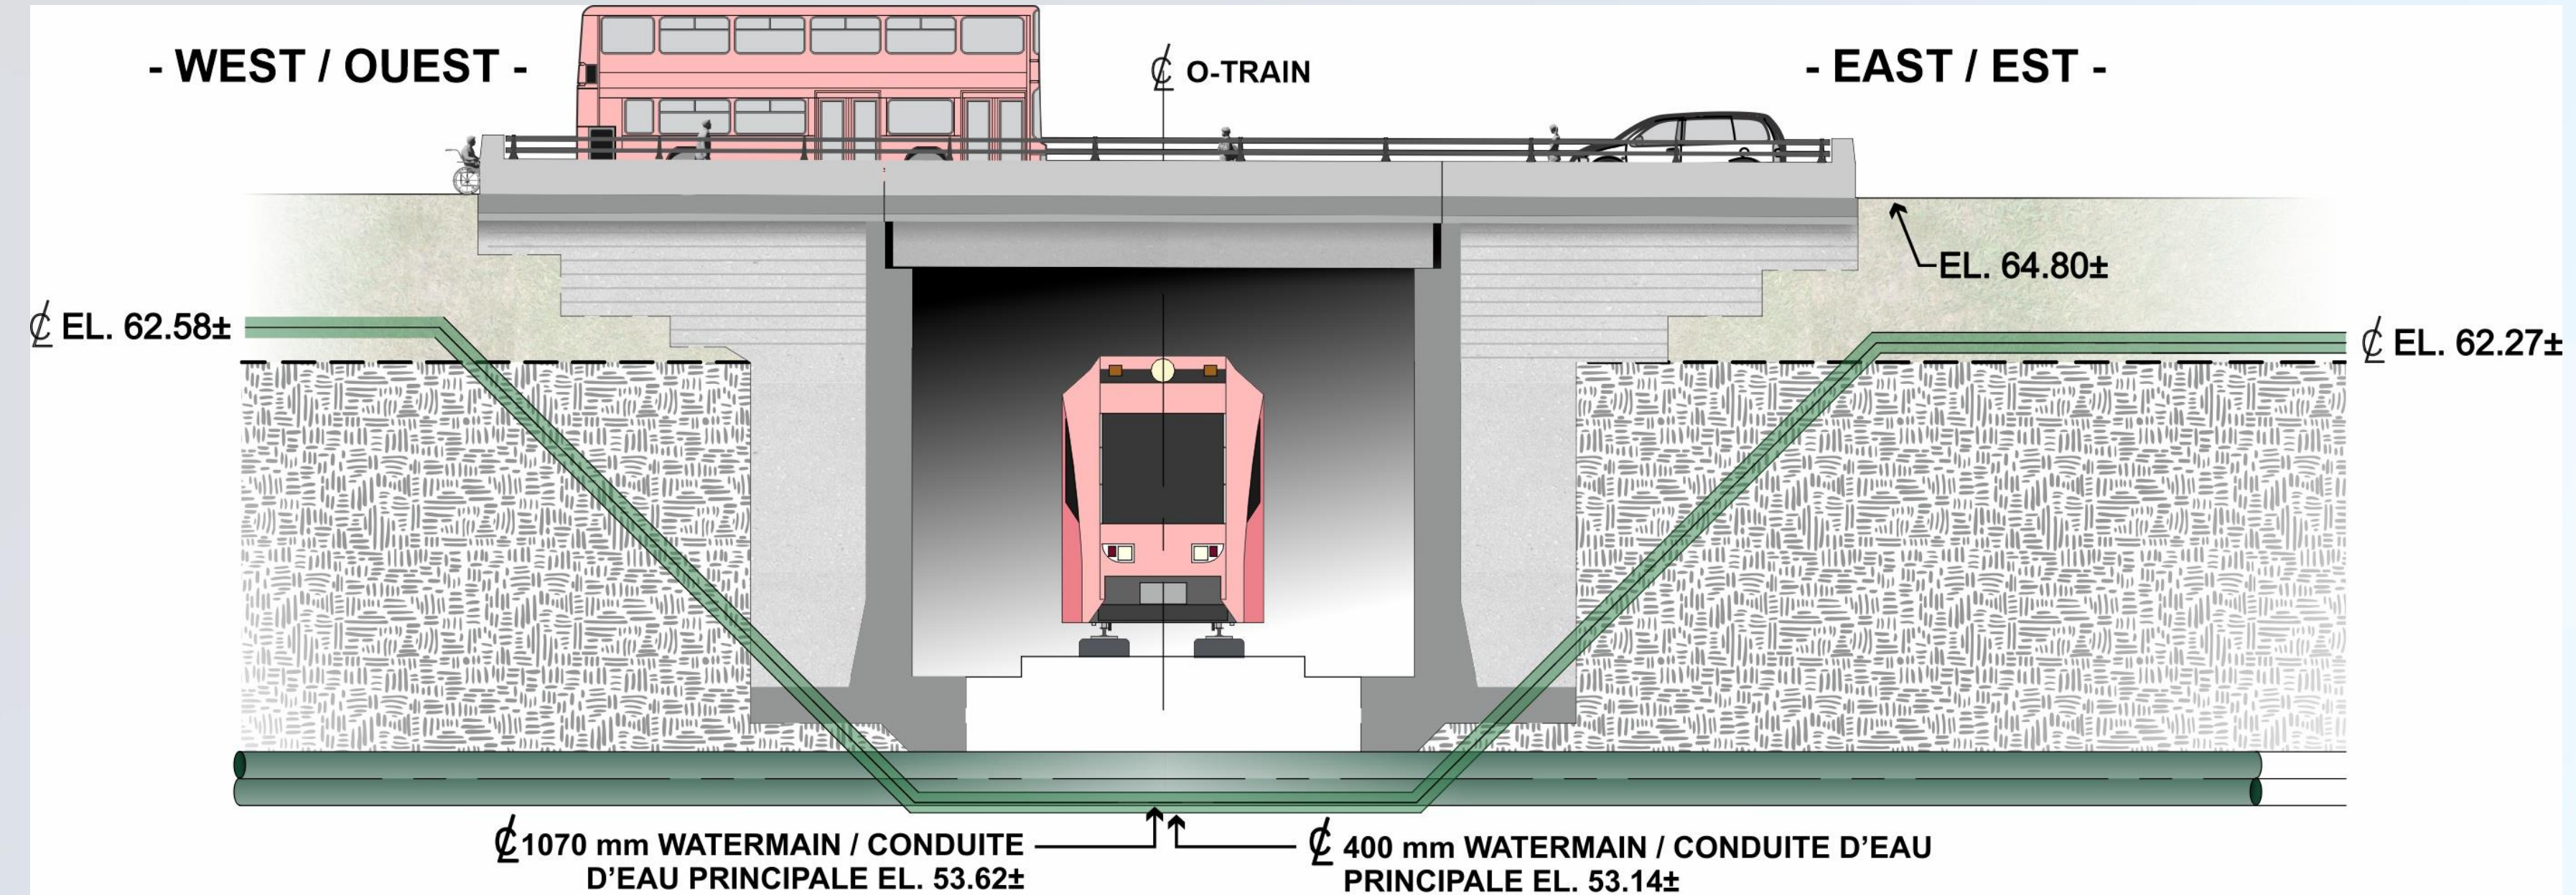 - WEST / OUEST -
℄ O-TRAIN
- EAST / EST -
EL. 64.80±
℄ EL. 62.58±
℄ EL. 62.27±
℄ 1070 mm WATERMAIN / CONDUITE
D'EAU PRINCIPALE EL. 53.62±
℄ 400 mm WATERMAIN / CONDUITE D'EAU
PRINCIPALE EL. 53.14±